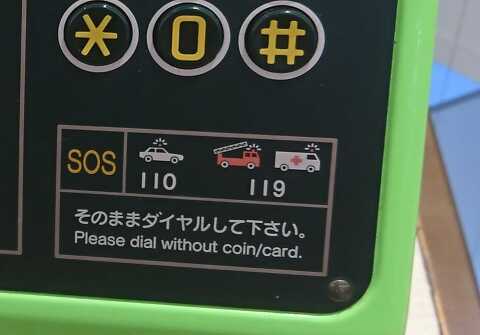 * 0 #
SOS 110 119
そのままダイヤルして下さい。
Please dial without coin/card.